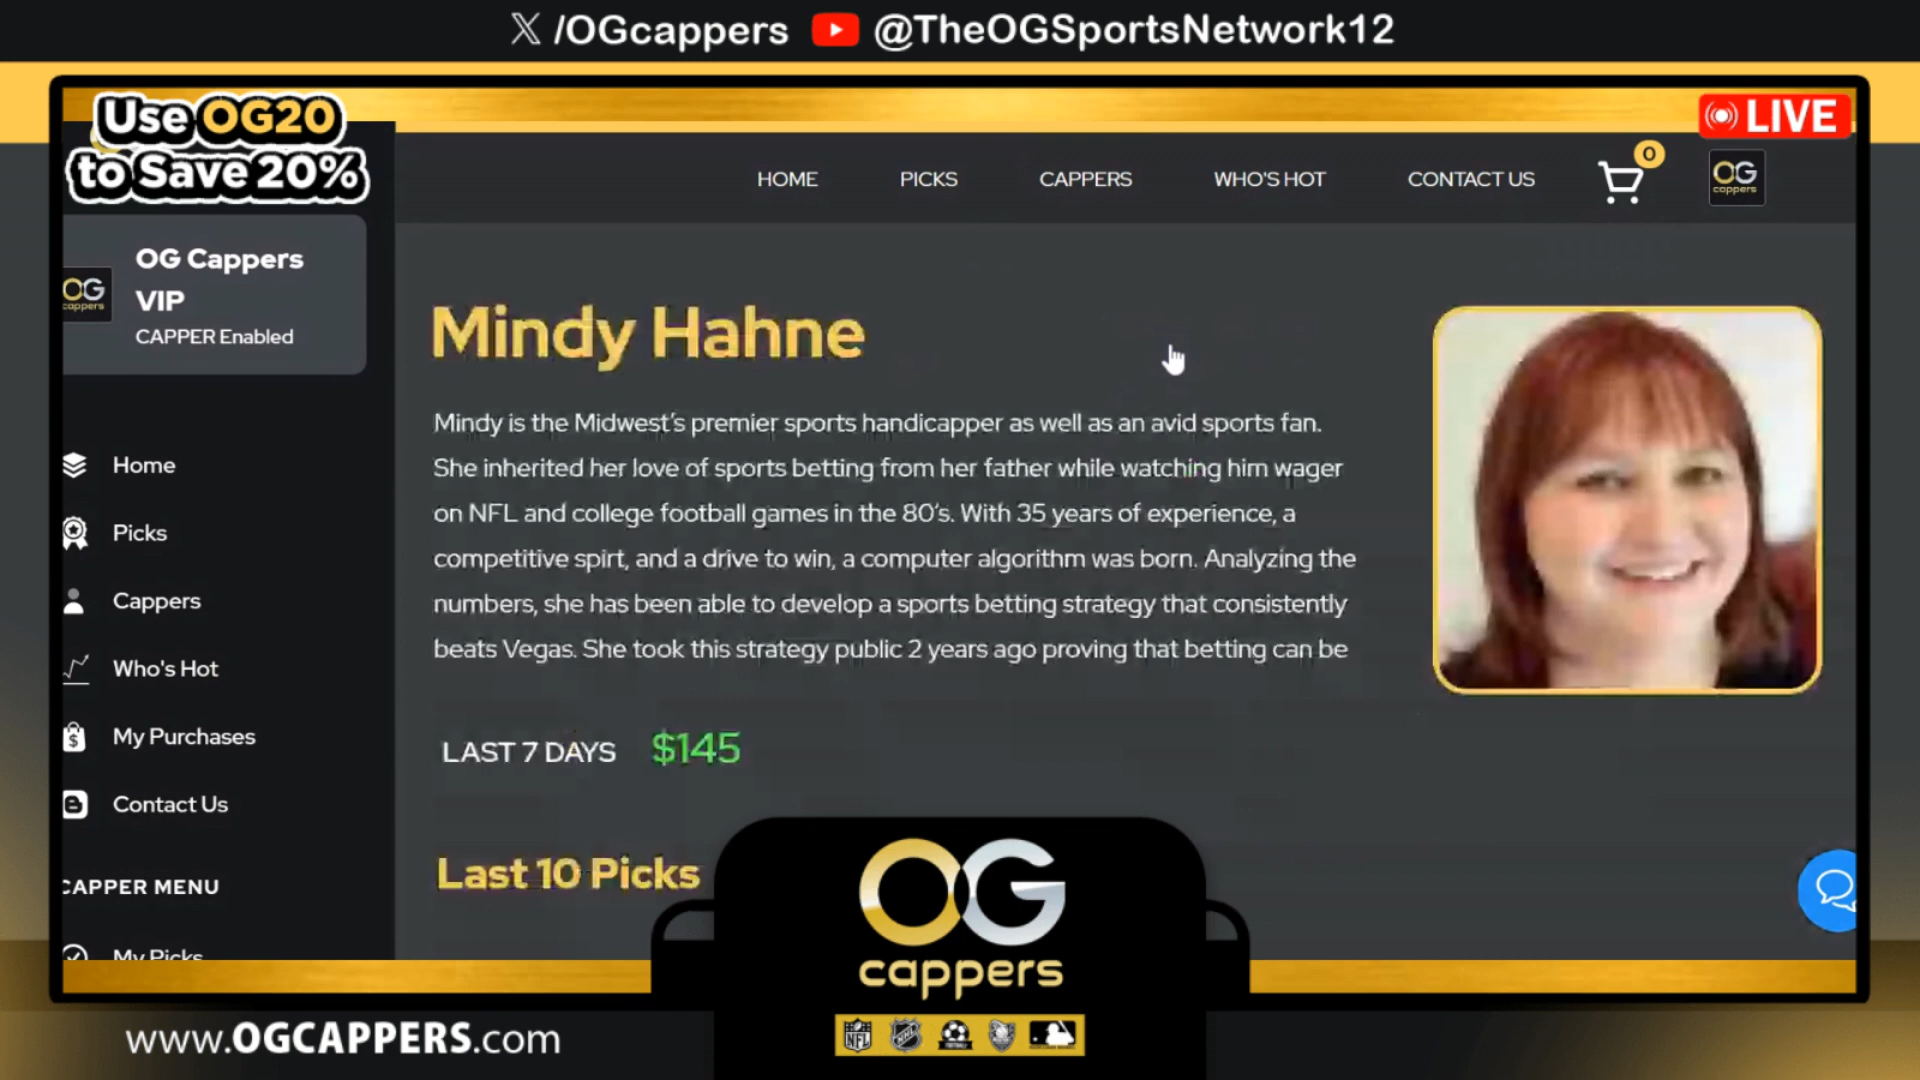 X /OGcappers @TheOGSportsNetwork12
Use OG20
to Save 20%
LIVE
HOME PICKS CAPPERS WHO'S HOT CONTACT US 0 OG cappers
OG Cappers
VIP
CAPPER Enabled
OG
cappers
Home
Picks
Cappers
Who's Hot
My Purchases
Contact Us
CAPPER MENU
My Picks
Mindy Hahne
Mindy is the Midwest's premier sports handicapper as well as an avid sports fan.
She inherited her love of sports betting from her father while watching him wager
on NFL and college football games in the 80's. With 35 years of experience, a
competitive spirt, and a drive to win, a computer algorithm was born. Analyzing the
numbers, she has been able to develop a sports betting strategy that consistently
beats Vegas. She took this strategy public 2 years ago proving that betting can be
LAST 7 DAYS $145
Last 10 Picks
OG
cappers
NFL NHL
www.OGCAPPERS.com